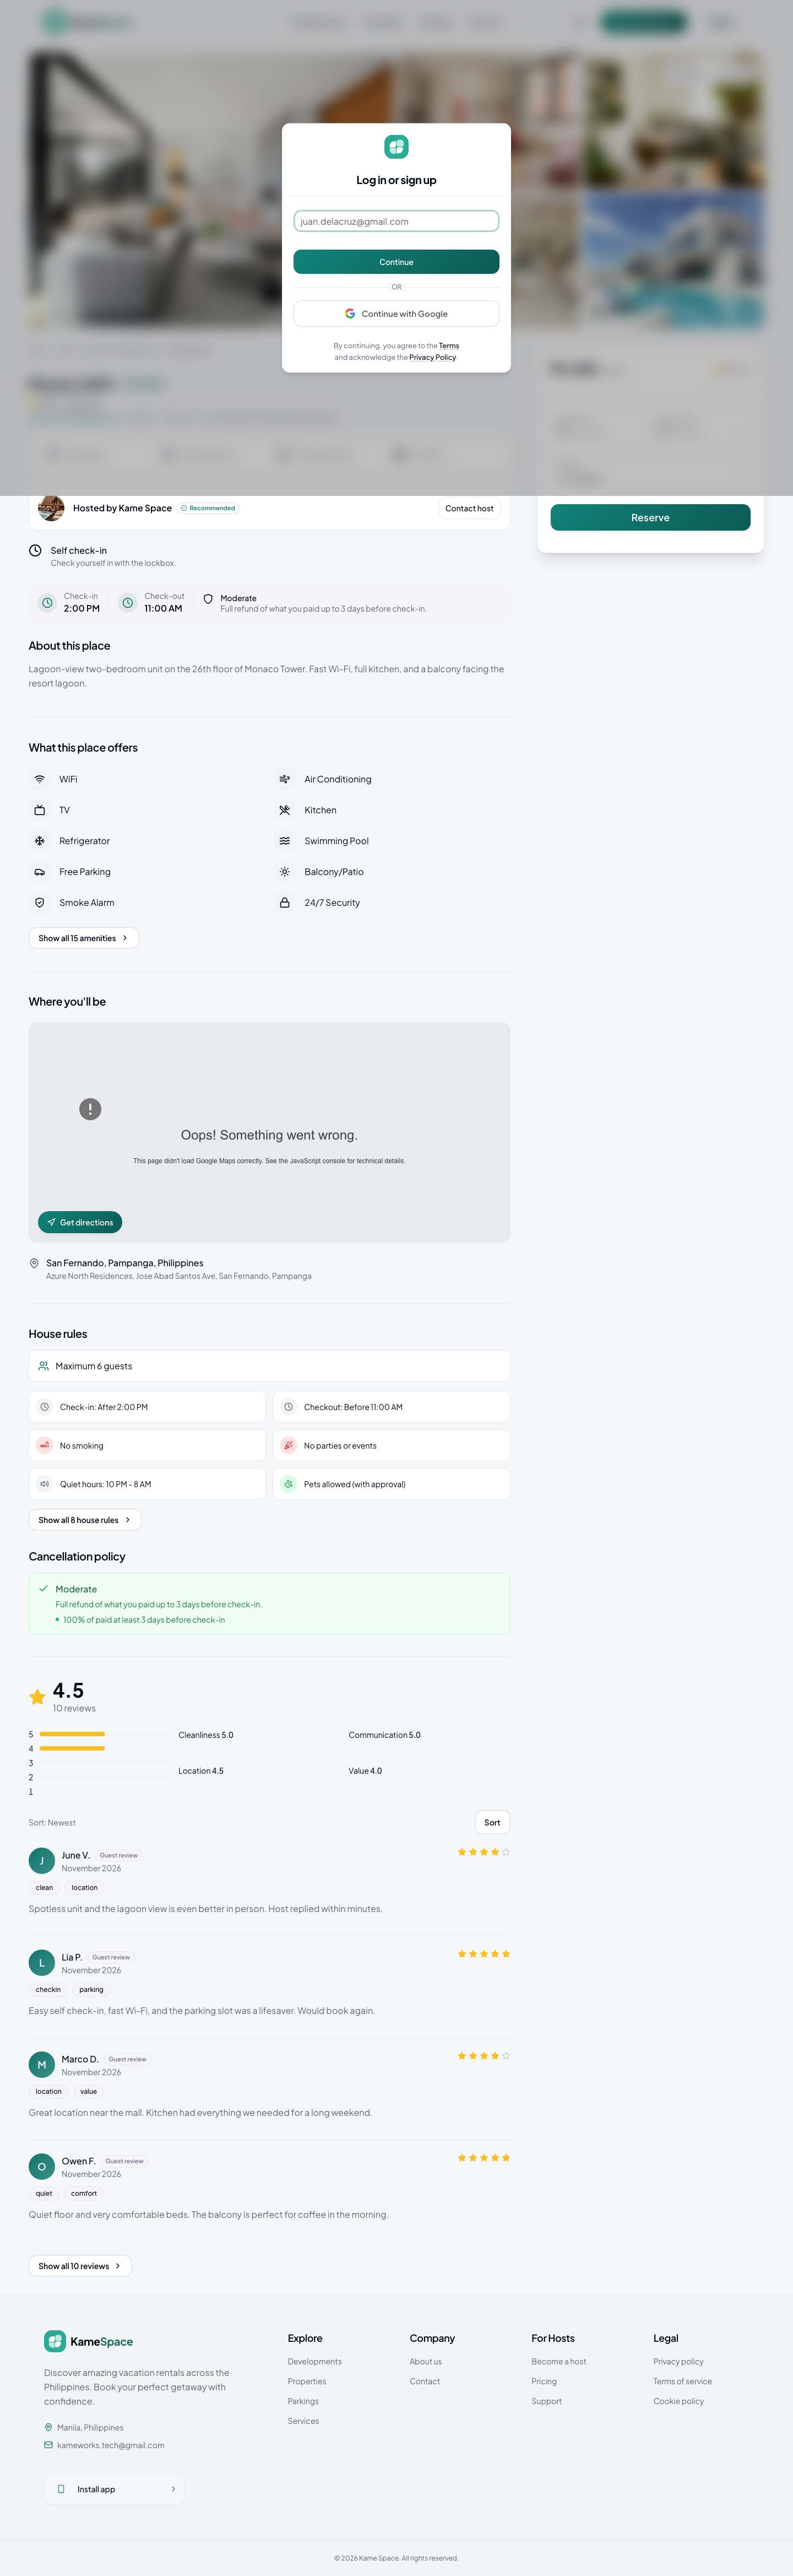 Log in or sign up
juan.delacruz@gmail.com
Continue
OR
Continue with Google
By continuing, you agree to the Terms
and acknowledge the Privacy Policy.
Hosted by Kame Space
Recommended
Contact host
Reserve
Self check-in
Check yourself in with the lockbox.
Check-in
2:00 PM
Check-out
11:00 AM
Moderate
Full refund of what you paid up to 3 days before check-in.
About this place
Lagoon-view two-bedroom unit on the 26th floor of Monaco Tower. Fast Wi-Fi, full kitchen, and a balcony facing the
resort lagoon.
What this place offers
WiFi
Air Conditioning
TV
Kitchen
Refrigerator
Swimming Pool
Free Parking
Balcony/Patio
Smoke Alarm
24/7 Security
Show all 15 amenities
Where you'll be
Oops! Something went wrong.
This page didn't load Google Maps correctly. See the JavaScript console for technical details.
Get directions
San Fernando, Pampanga, Philippines
Azure North Residences, Jose Abad Santos Ave, San Fernando, Pampanga
House rules
Maximum 6 guests
Check-in: After 2:00 PM
Checkout: Before 11:00 AM
No smoking
No parties or events
Quiet hours: 10 PM - 8 AM
Pets allowed (with approval)
Show all 8 house rules
Cancellation policy
Moderate
Full refund of what you paid up to 3 days before check-in.
100% of paid at least 3 days before check-in
4.5
10 reviews
5
4
3
2
1
Cleanliness 5.0
Communication 5.0
Location 4.5
Value 4.0
Sort: Newest
Sort
J
June V.
Guest review
November 2026
clean
location
Spotless unit and the lagoon view is even better in person. Host replied within minutes.
L
Lia P.
Guest review
November 2026
checkin
parking
Easy self check-in, fast Wi-Fi, and the parking slot was a lifesaver. Would book again.
M
Marco D.
Guest review
November 2026
location
value
Great location near the mall. Kitchen had everything we needed for a long weekend.
O
Owen F.
Guest review
November 2026
quiet
comfort
Quiet floor and very comfortable beds. The balcony is perfect for coffee in the morning.
Show all 10 reviews
KameSpace
Discover amazing vacation rentals across the
Philippines. Book your perfect getaway with
confidence.
Manila, Philippines
kameworks.tech@gmail.com
Install app
Explore
Developments
Properties
Parkings
Services
Company
About us
Contact
For Hosts
Become a host
Pricing
Support
Legal
Privacy policy
Terms of service
Cookie policy
© 2026 Kame Space. All rights reserved.